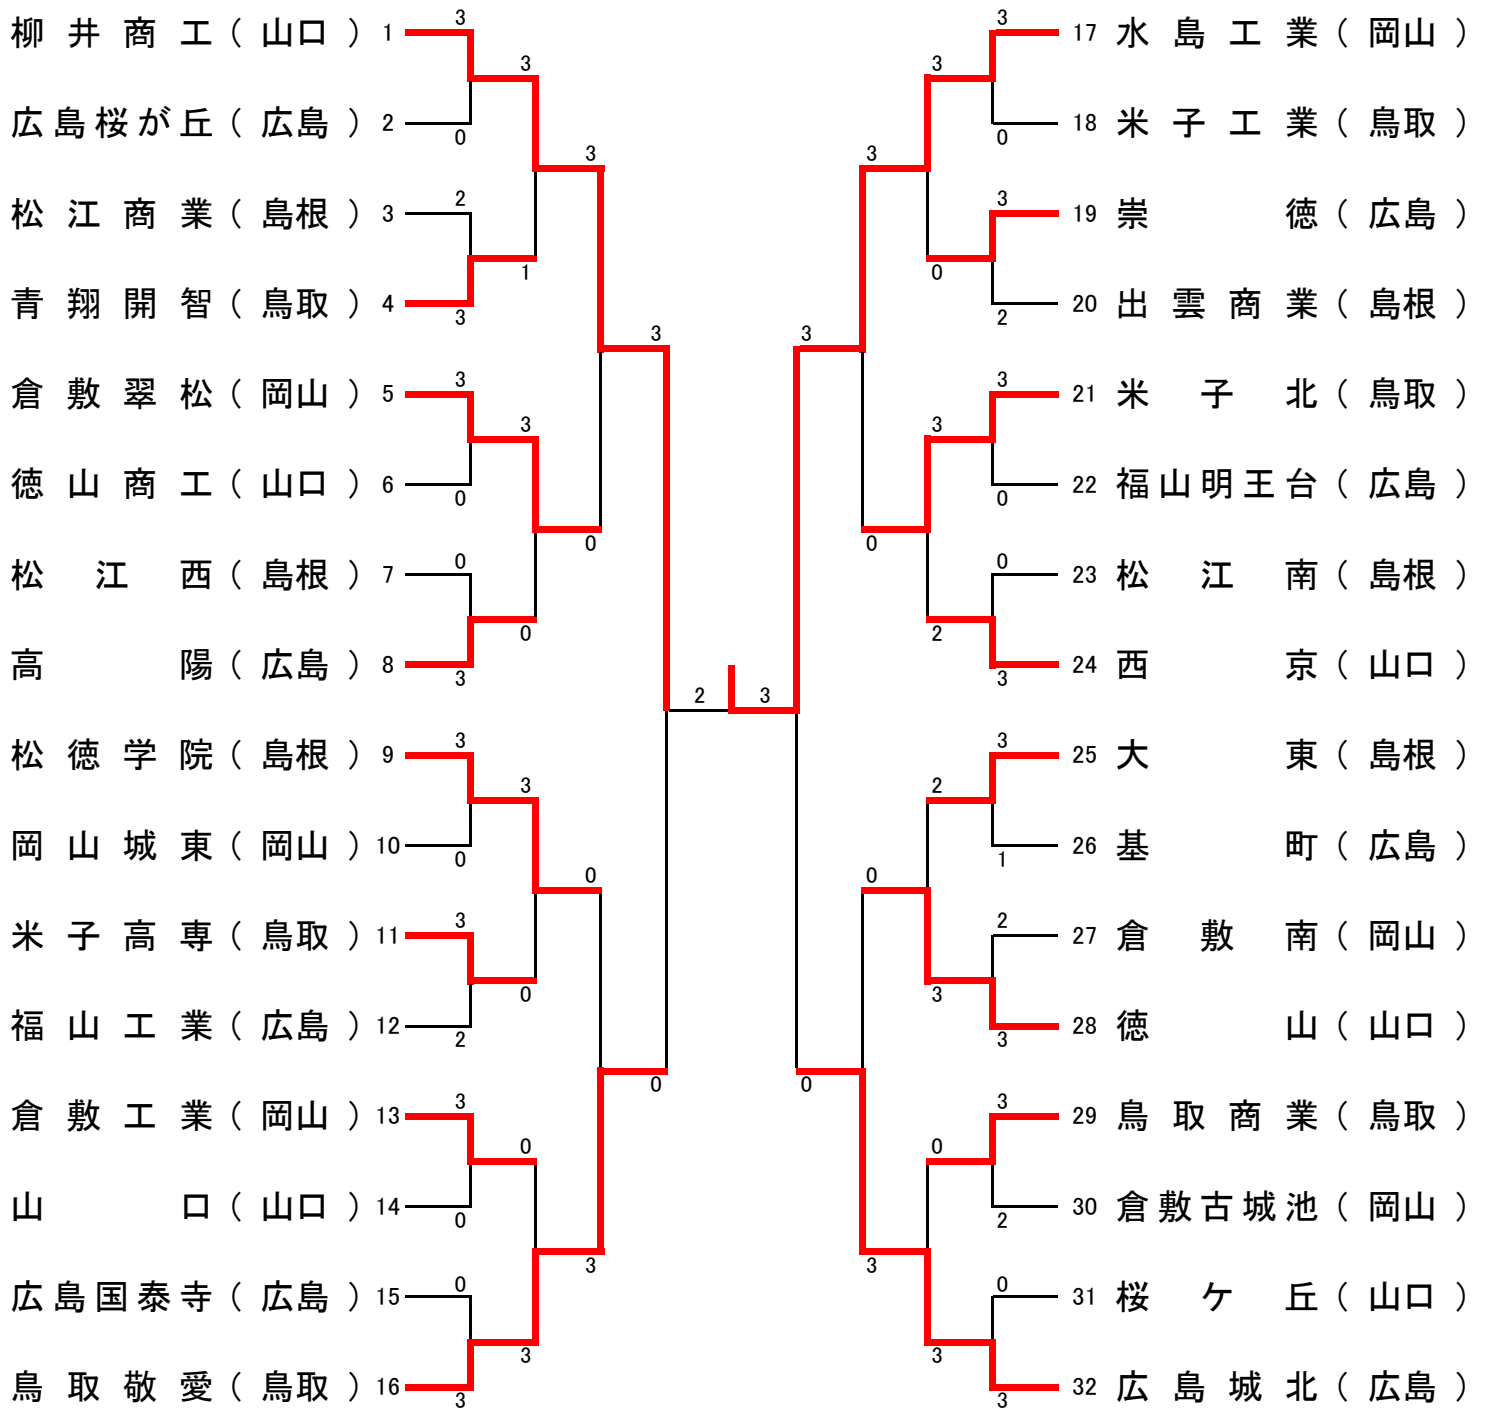 柳井商工(山口) 1
広島桜が丘(広島) 2
松江商業(島根) 3
青翔開智(鳥取) 4
倉敷翠松(岡山) 5
徳山商工(山口) 6
松江西(島根) 7
高陽(広島) 8
松徳学院(島根) 9
岡山城東(岡山) 10
米子高専(鳥取) 11
福山工業(広島) 12
倉敷工業(岡山) 13
山口(山口) 14
広島国泰寺(広島) 15
鳥取敬愛(鳥取) 16
3
0
2
3
3
0
0
3
3
0
3
2
3
0
0
3
3
1
3
0
3
0
0
3
3
0
0
3
3
0
2
3
3
0
3
0
0
3
3
0
3
2
2
3
0
3
3
0
3
2
3
0
0
3
3
1
2
3
3
2
0
3
17 水島工業(岡山)
18 米子工業(鳥取)
19 崇徳(広島)
20 出雲商業(島根)
21 米子北(鳥取)
22 福山明王台(広島)
23 松江南(島根)
24 西京(山口)
25 大東(島根)
26 基町(広島)
27 倉敷南(岡山)
28 徳山(山口)
29 鳥取商業(鳥取)
30 倉敷古城池(岡山)
31 桜ケ丘(山口)
32 広島城北(広島)